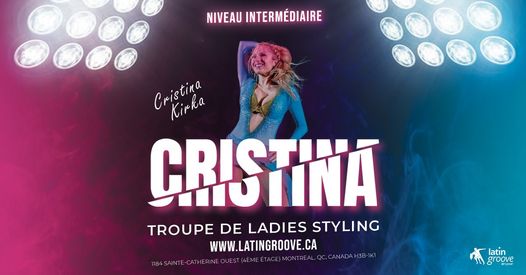 NIVEAU INTERMÉDIAIRE
Cristina
Kirka
CRISTINA
TROUPE DE LADIES STYLING
WWW.LATINGROOVE.CA
1184 SAINTE-CATHERINE OUEST (4ÈME ÉTAGE) MONTRÉAL, QC, CANADA H3B-1K1
latin
groove